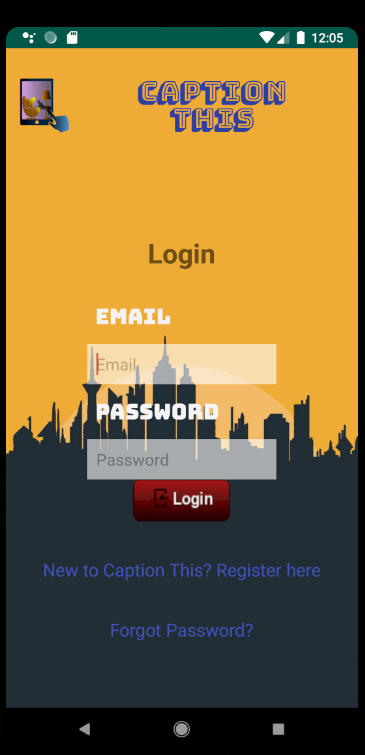 12:05
CAPTION
THIS
Login
EMAIL
Email
PASSWORD
Password
Login
New to Caption This? Register here
Forgot Password?